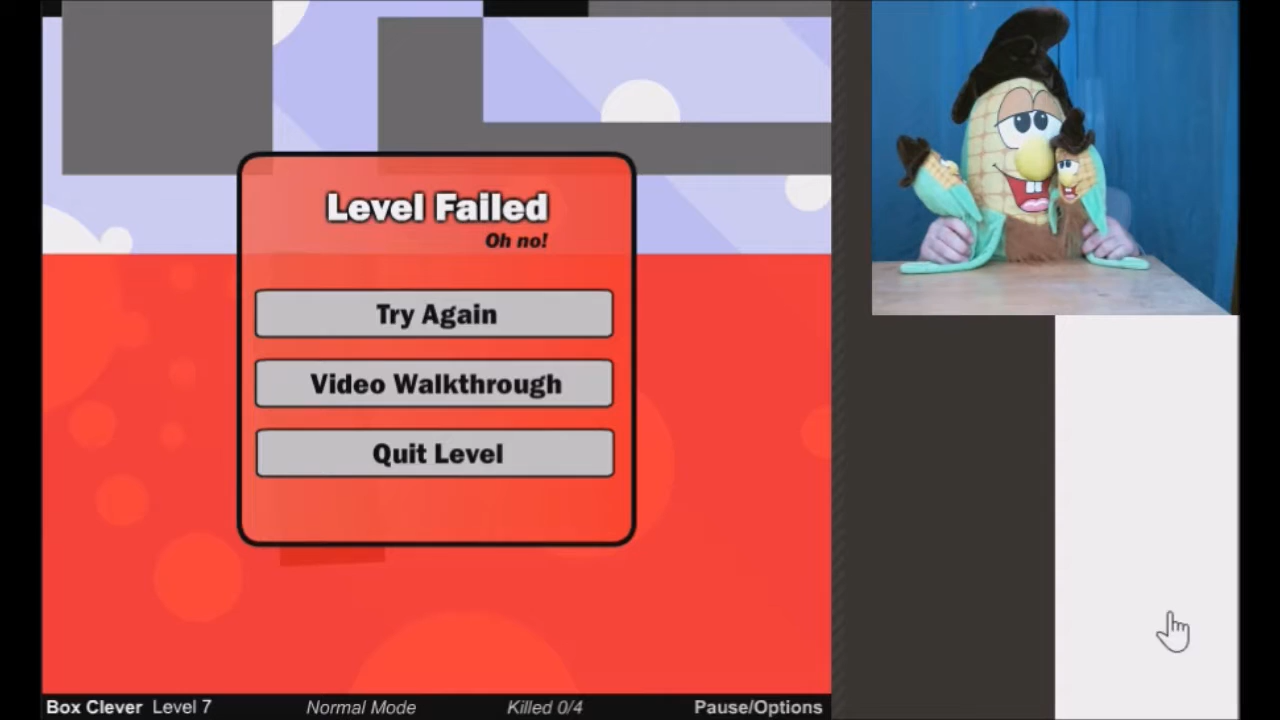 Level Failed
Oh no!
Try Again
Video Walkthrough
Quit Level
Box Clever Level 7 Normal Mode Killed 0/4 Pause/Options